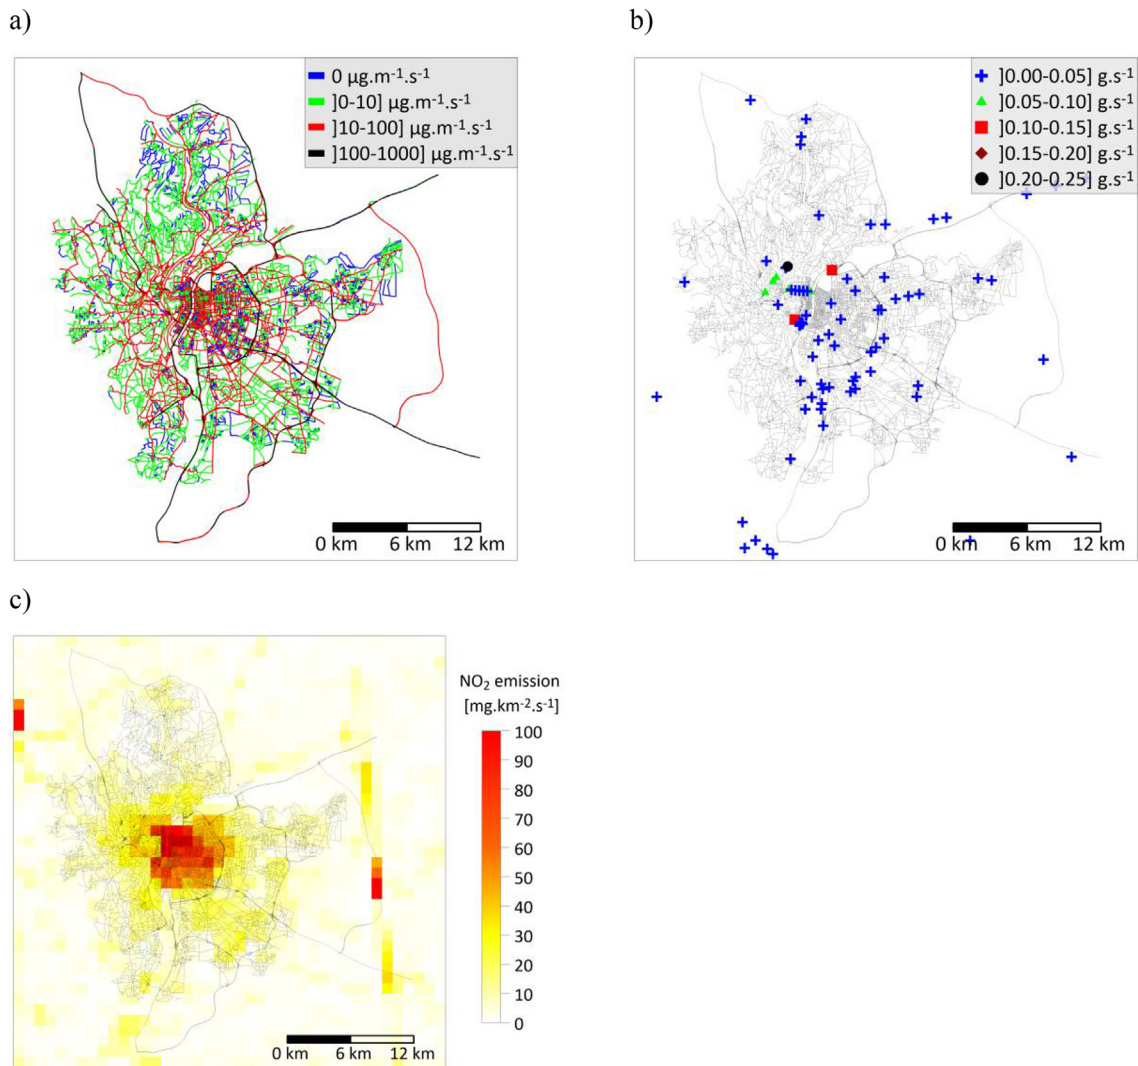 a)
0 µg.m⁻¹.s⁻¹
]0-10] µg.m⁻¹.s⁻¹
]10-100] µg.m⁻¹.s⁻¹
]100-1000] µg.m⁻¹.s⁻¹
0 km 6 km 12 km
b)
]0.00-0.05] g.s⁻¹
]0.05-0.10] g.s⁻¹
]0.10-0.15] g.s⁻¹
]0.15-0.20] g.s⁻¹
]0.20-0.25] g.s⁻¹
0 km 6 km 12 km
c)
NO₂ emission
[mg.km⁻².s⁻¹]
100
90
80
70
60
50
40
30
20
10
0
0 km 6 km 12 km